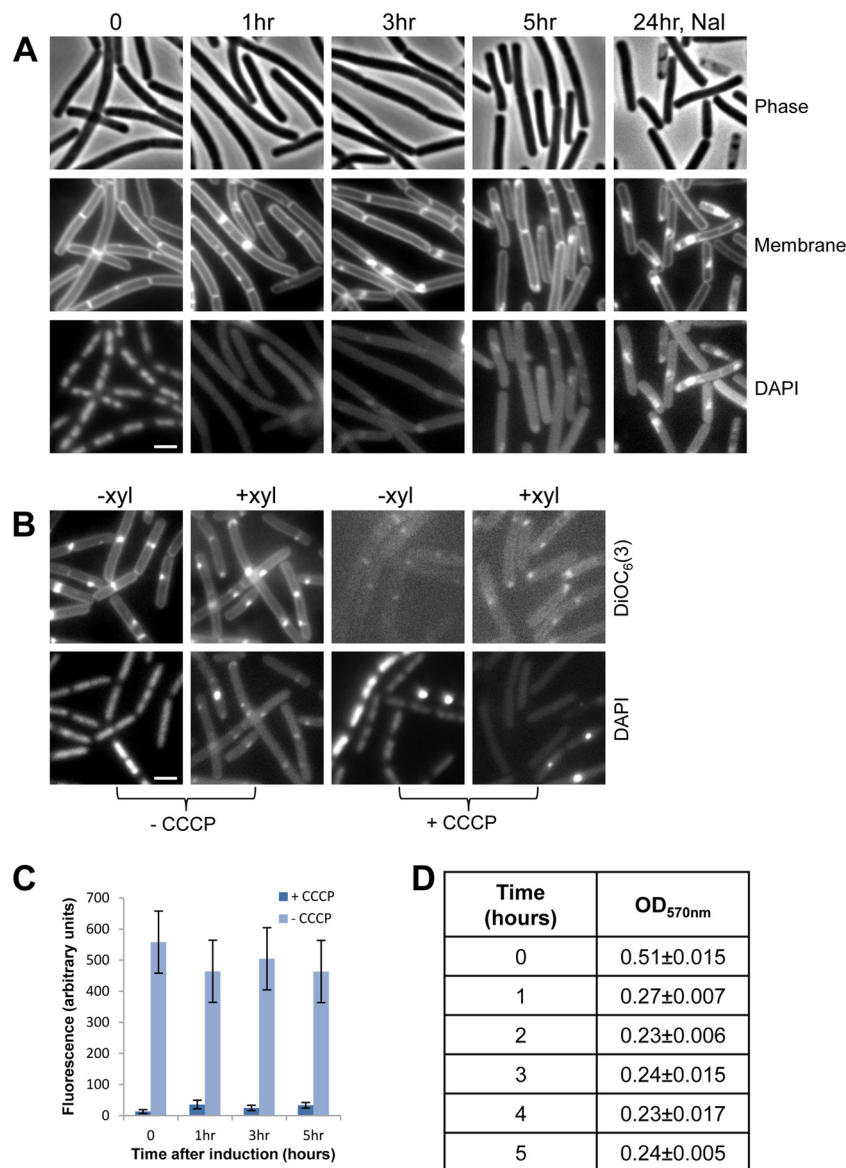 A
0 1hr 3hr 5hr 24hr, NaI
Phase
Membrane
DAPI
B
-xyl +xyl -xyl +xyl
DiOC6(3)
DAPI
- CCCP + CCCP
C
+ CCCP
- CCCP
Fluorescence (arbitrary units)
700
600
500
400
300
200
100
0
0 1hr 3hr 5hr
Time after induction (hours)
D
Time (hours) OD570nm
0 0.51±0.015
1 0.27±0.007
2 0.23±0.006
3 0.24±0.015
4 0.23±0.017
5 0.24±0.005